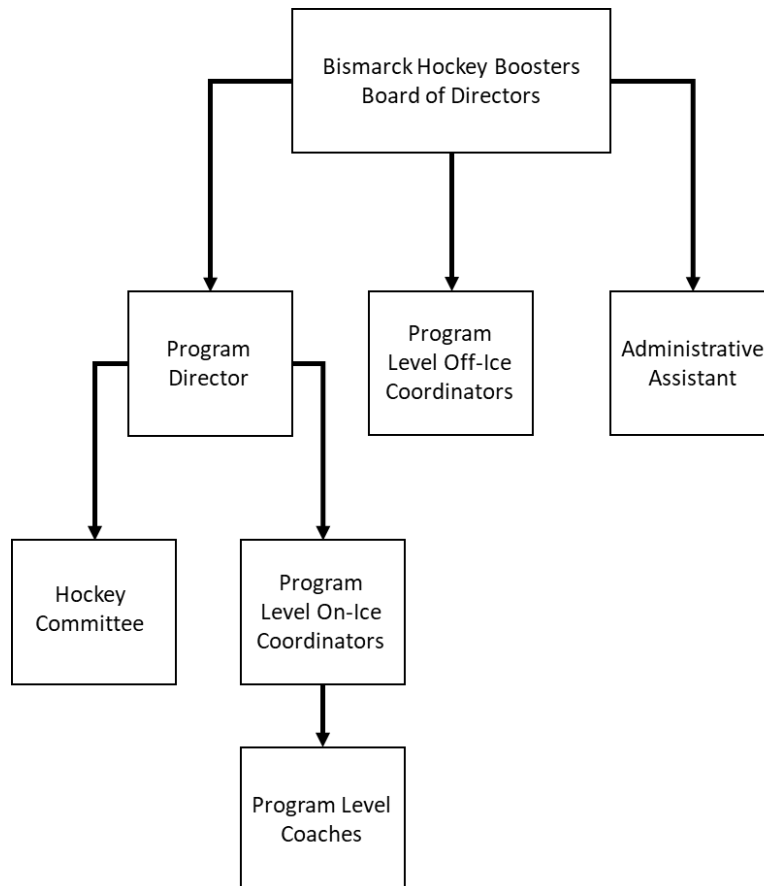 Bismarck Hockey Boosters
Board of Directors
Program
Director
Program
Level Off-Ice
Coordinators
Administrative
Assistant
Hockey
Committee
Program
Level On-Ice
Coordinators
Program Level
Coaches